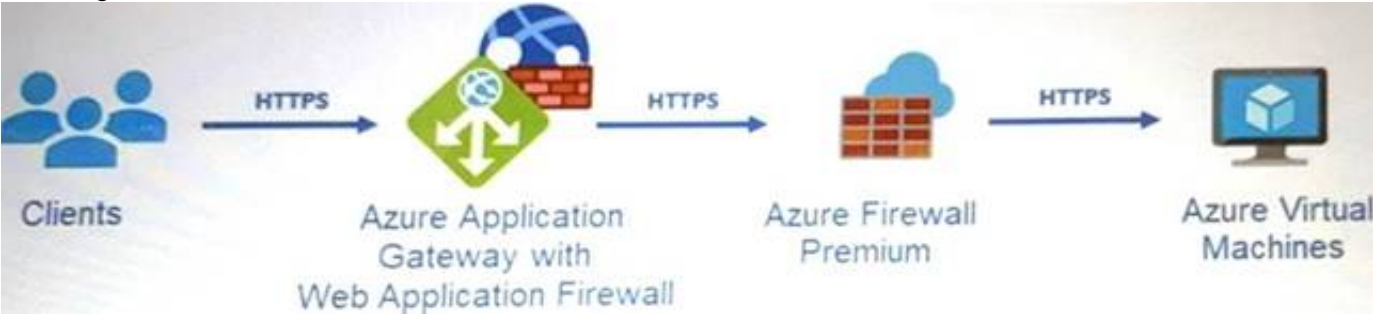 HTTPS
HTTPS
HTTPS
Clients
Azure Application
Gateway with
Web Application Firewall
Azure Firewall
Premium
Azure Virtual
Machines